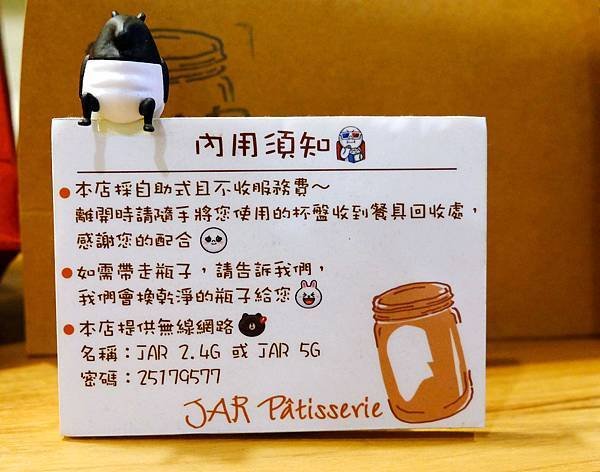 內用須知
●本店採自助式且不收服務費～
離開時請隨手將您使用的杯盤收到餐具回收處，
感謝您的配合
●如需帶走瓶子，請告訴我們，
我們會換乾淨的瓶子給您
●本店提供無線網路
名稱：JAR 2.4G 或 JAR 5G
密碼：25179577
JAR Pâtisserie